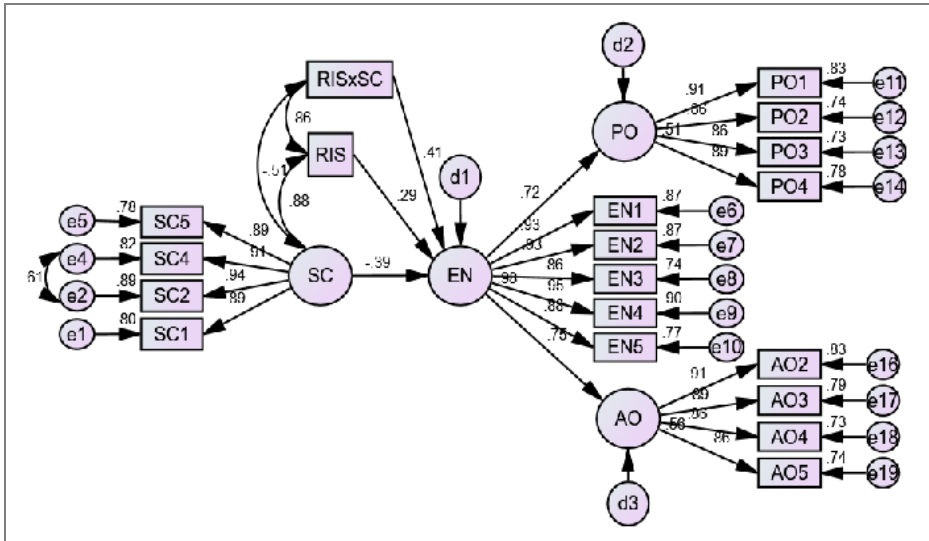 d2
RISxSC
PO1 .83 e11
.91
PO2 .74 e12
.86
PO
.51
86
PO3 .73 e13
.89
PO4 .78 e14
86
RIS
.41
d1
.29
-.51
.88
.72
e5 .78 SC5
.89
e4 82 SC4
.91
61
e2 .89 SC2
.94
e1 80 SC1
.89
SC
-.39
EN
.98
EN1 .87 e6
.93
EN2 .87 e7
.93
EN3 .74 e8
86
EN4 .90 e9
.95
EN5 .77 e10
.88
.75
AO2 .83 e16
.91
AO3 .79 e17
.89
AO
AO4 .73 e18
.86
.56
AO5 .74 e19
.86
d3